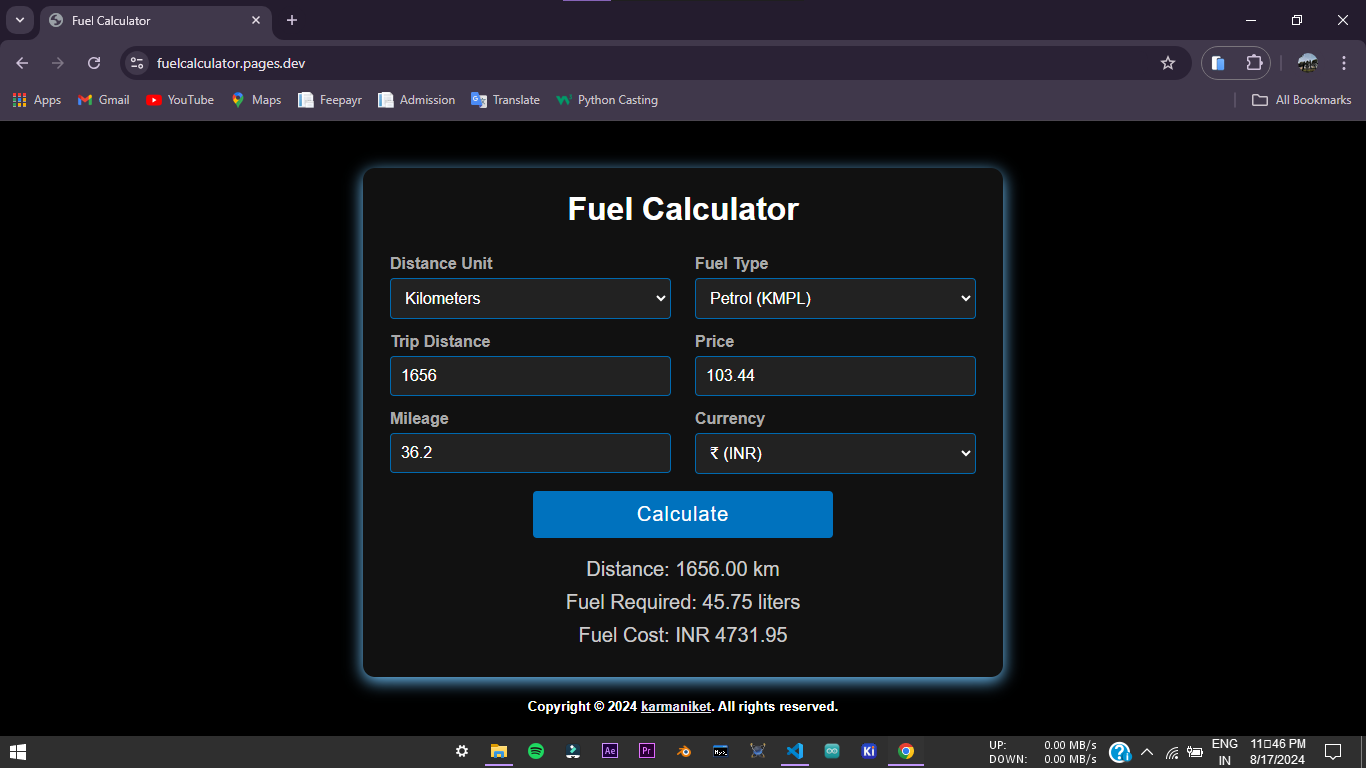 Fuel Calculator
fuelcalculator.pages.dev
Apps Gmail YouTube Maps Feepayr Admission Translate Python Casting All Bookmarks
Fuel Calculator
Distance Unit Fuel Type
Kilometers Petrol (KMPL)
Trip Distance Price
1656 103.44
Mileage Currency
36.2 ₹ (INR)
Calculate
Distance: 1656.00 km
Fuel Required: 45.75 liters
Fuel Cost: INR 4731.95
Copyright © 2024 karmaniket. All rights reserved.
Ae Pr Ki
UP: 0.00 MB/s ENG 11□46 PM
DOWN: 0.00 MB/s IN 8/17/2024